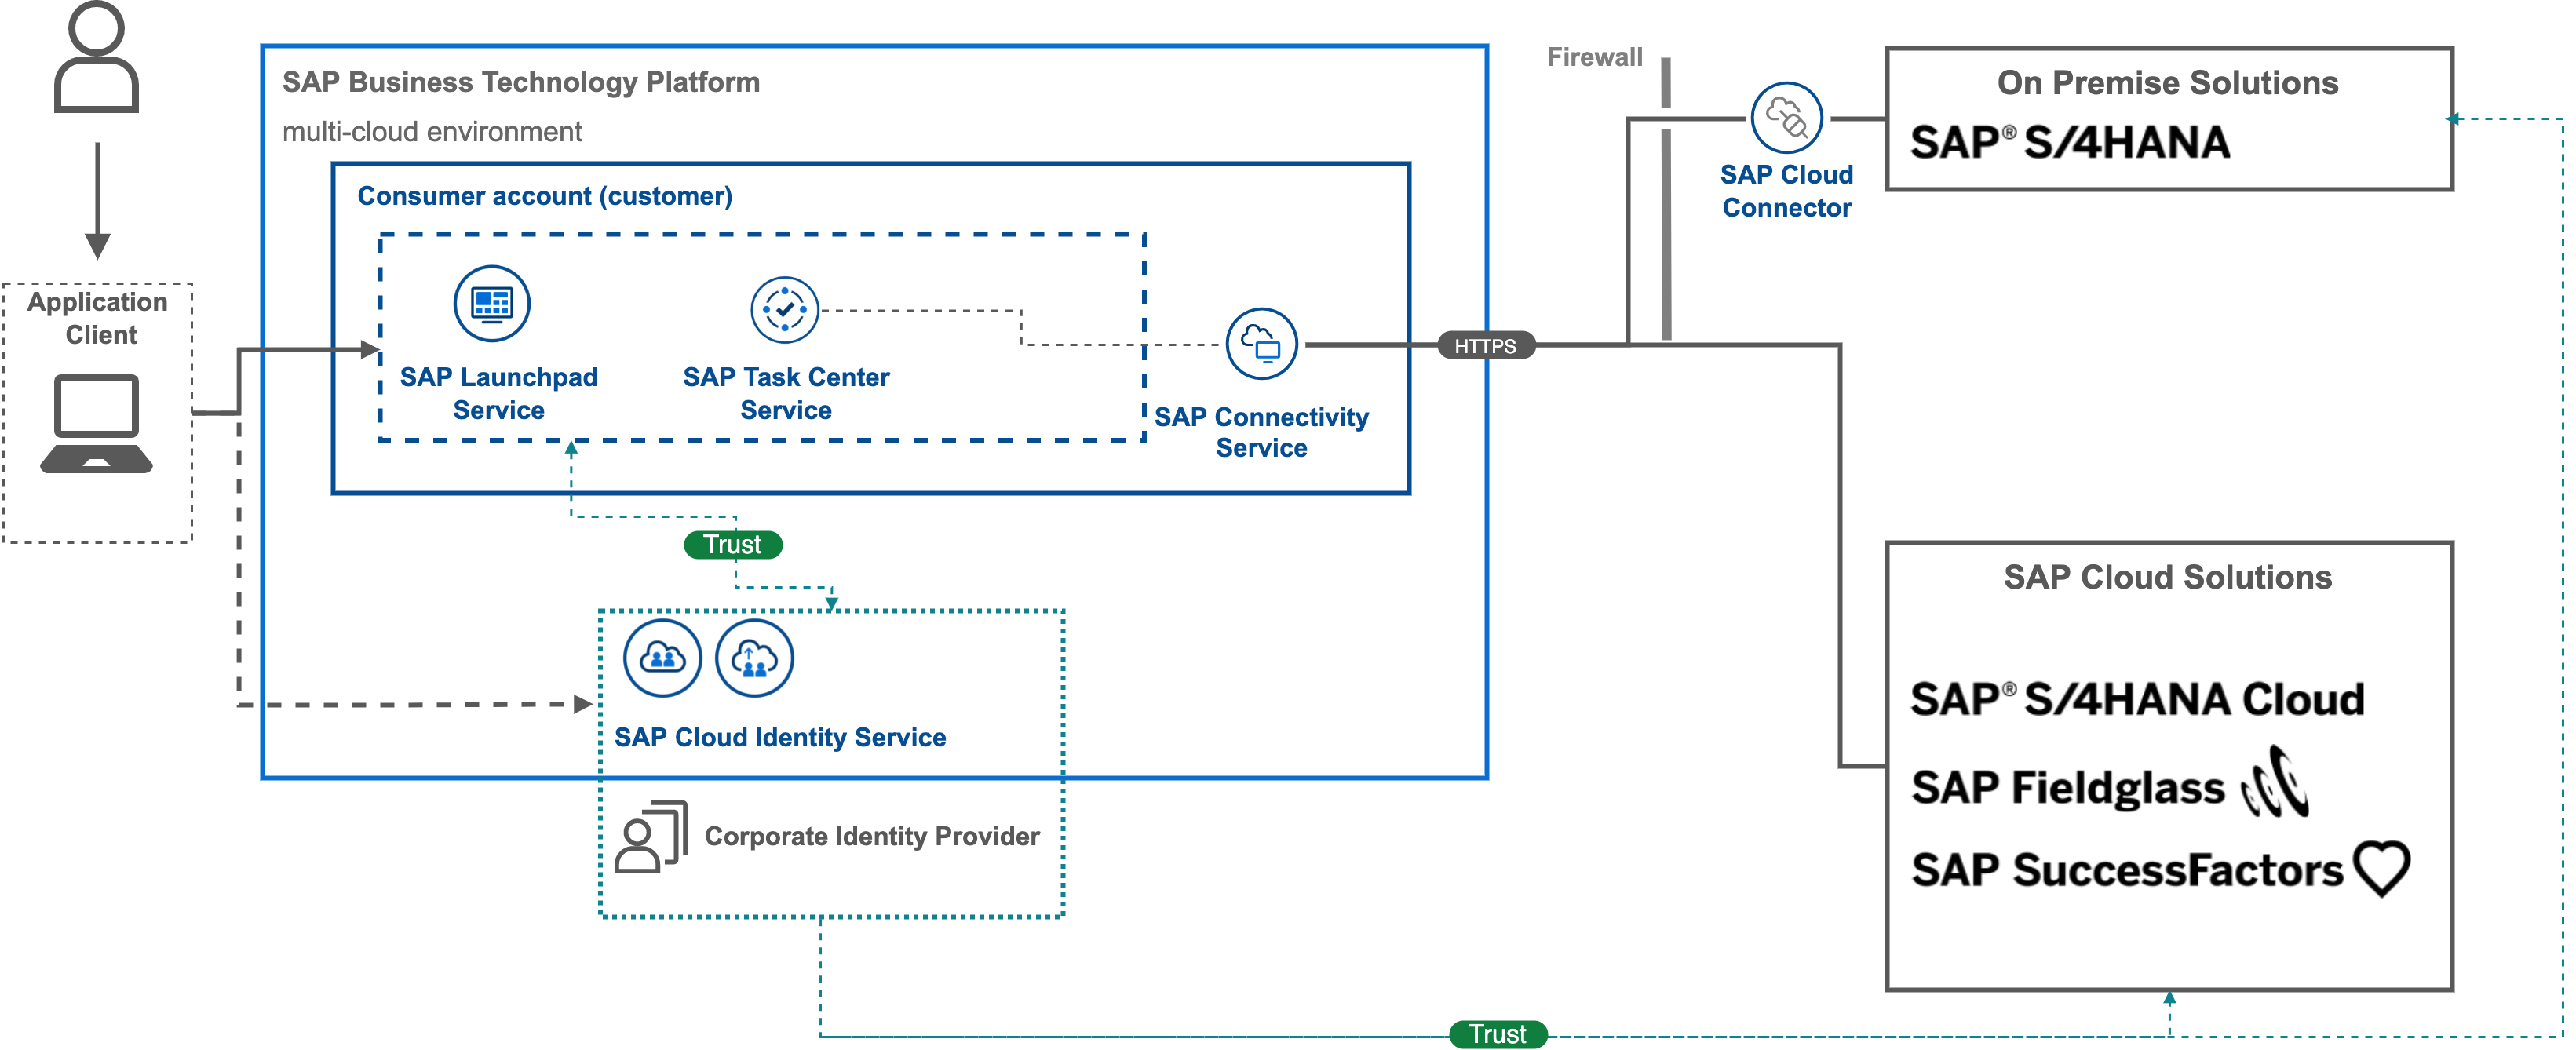 SAP Business Technology Platform
multi-cloud environment
Consumer account (customer)
Application
Client
SAP Launchpad
Service
SAP Task Center
Service
SAP Connectivity
Service
HTTPS
Firewall
SAP Cloud
Connector
On Premise Solutions
SAP® S/4HANA
Trust
SAP Cloud Identity Service
Corporate Identity Provider
SAP Cloud Solutions
SAP® S/4HANA Cloud
SAP Fieldglass
SAP SuccessFactors
Trust